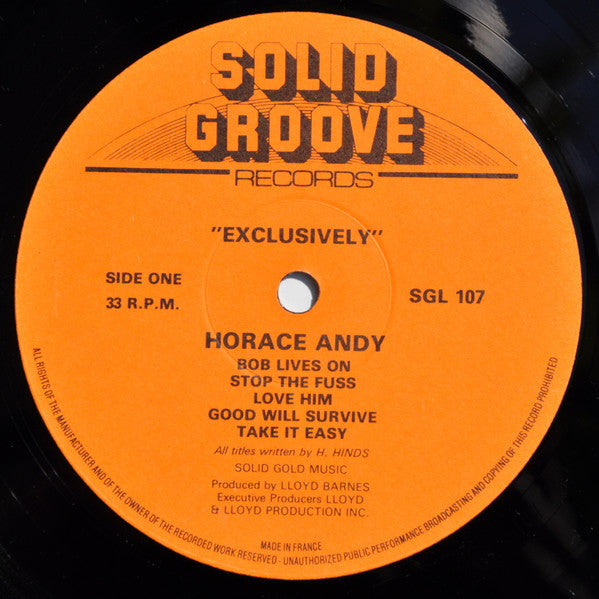 SOLID
GROOVE
RECORDS
"EXCLUSIVELY"
SIDE ONE
33 R.P.M.
SGL 107
HORACE ANDY
BOB LIVES ON
STOP THE FUSS
LOVE HIM
GOOD WILL SURVIVE
TAKE IT EASY
All titles written by H. HINDS
SOLID GOLD MUSIC
Produced by LLOYD BARNES
Executive Producers LLOYD
& LLOYD PRODUCTION INC.
MADE IN FRANCE
ALL RIGHTS OF THE MANUFACTURER AND OF THE OWNER OF THE RECORDED WORK RESERVED - UNAUTHORIZED PUBLIC PERFORMANCE BROADCASTING AND COPYING OF THIS RECORD PROHIBITED